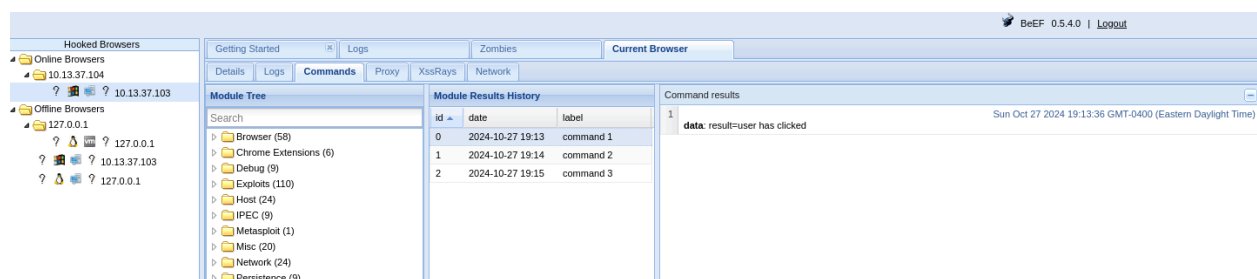 BeEF 0.5.4.0 | Logout
Hooked Browsers
Online Browsers
10.13.37.104
? ? 10.13.37.103
Offline Browsers
127.0.0.1
? vm ? 127.0.0.1
? ? 10.13.37.103
? ? 127.0.0.1
Getting Started Logs Zombies Current Browser
Details Logs Commands Proxy XssRays Network
Module Tree
Search
Browser (58)
Chrome Extensions (6)
Debug (9)
Exploits (110)
Host (24)
IPEC (9)
Metasploit (1)
Misc (20)
Network (24)
Persistence (9)
Module Results History
id date label
0 2024-10-27 19:13 command 1
1 2024-10-27 19:14 command 2
2 2024-10-27 19:15 command 3
Command results
1 Sun Oct 27 2024 19:13:36 GMT-0400 (Eastern Daylight Time)
data: result=user has clicked